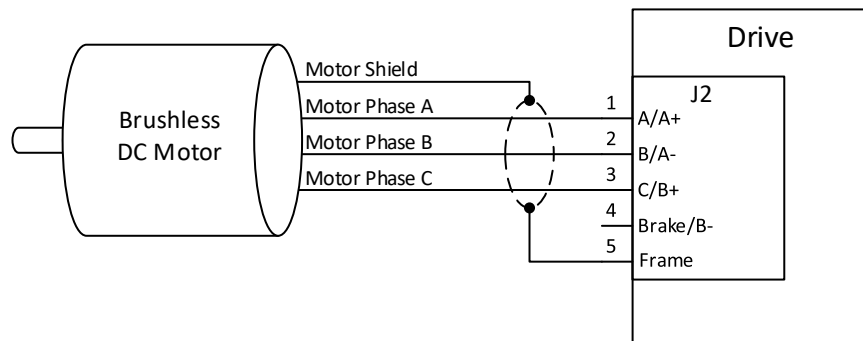 Drive
J2
Brushless
DC Motor
Motor Shield
Motor Phase A
Motor Phase B
Motor Phase C
1
A/A+
2
B/A-
3
C/B+
4
Brake/B-
5
Frame